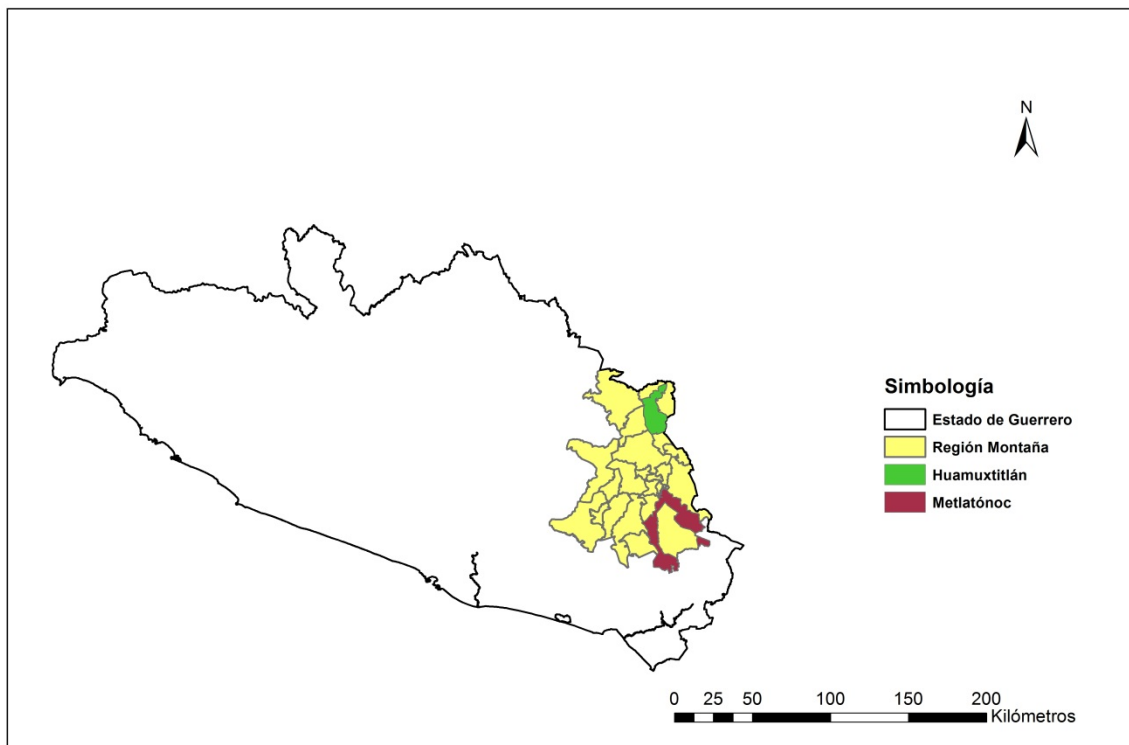 N
Simbología
Estado de Guerrero
Región Montaña
Huamuxtitlán
Metlatónoc
0 25 50 100 150 200
Kilómetros